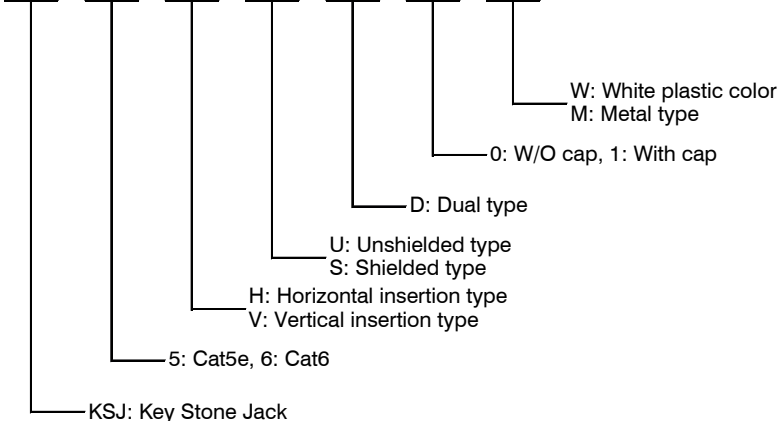 W: White plastic color
M: Metal type
0: W/O cap, 1: With cap
D: Dual type
U: Unshielded type
S: Shielded type
H: Horizontal insertion type
V: Vertical insertion type
5: Cat5e, 6: Cat6
KSJ: Key Stone Jack